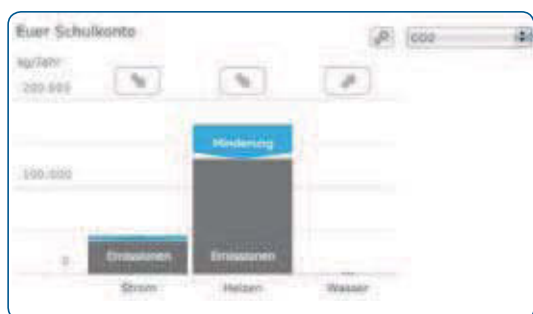 Euer Schulkonto
CO2
kg/Jahr
200.000
Minderung
100.000
0
Emissionen
Emissionen
Strom
Heizen
Wasser